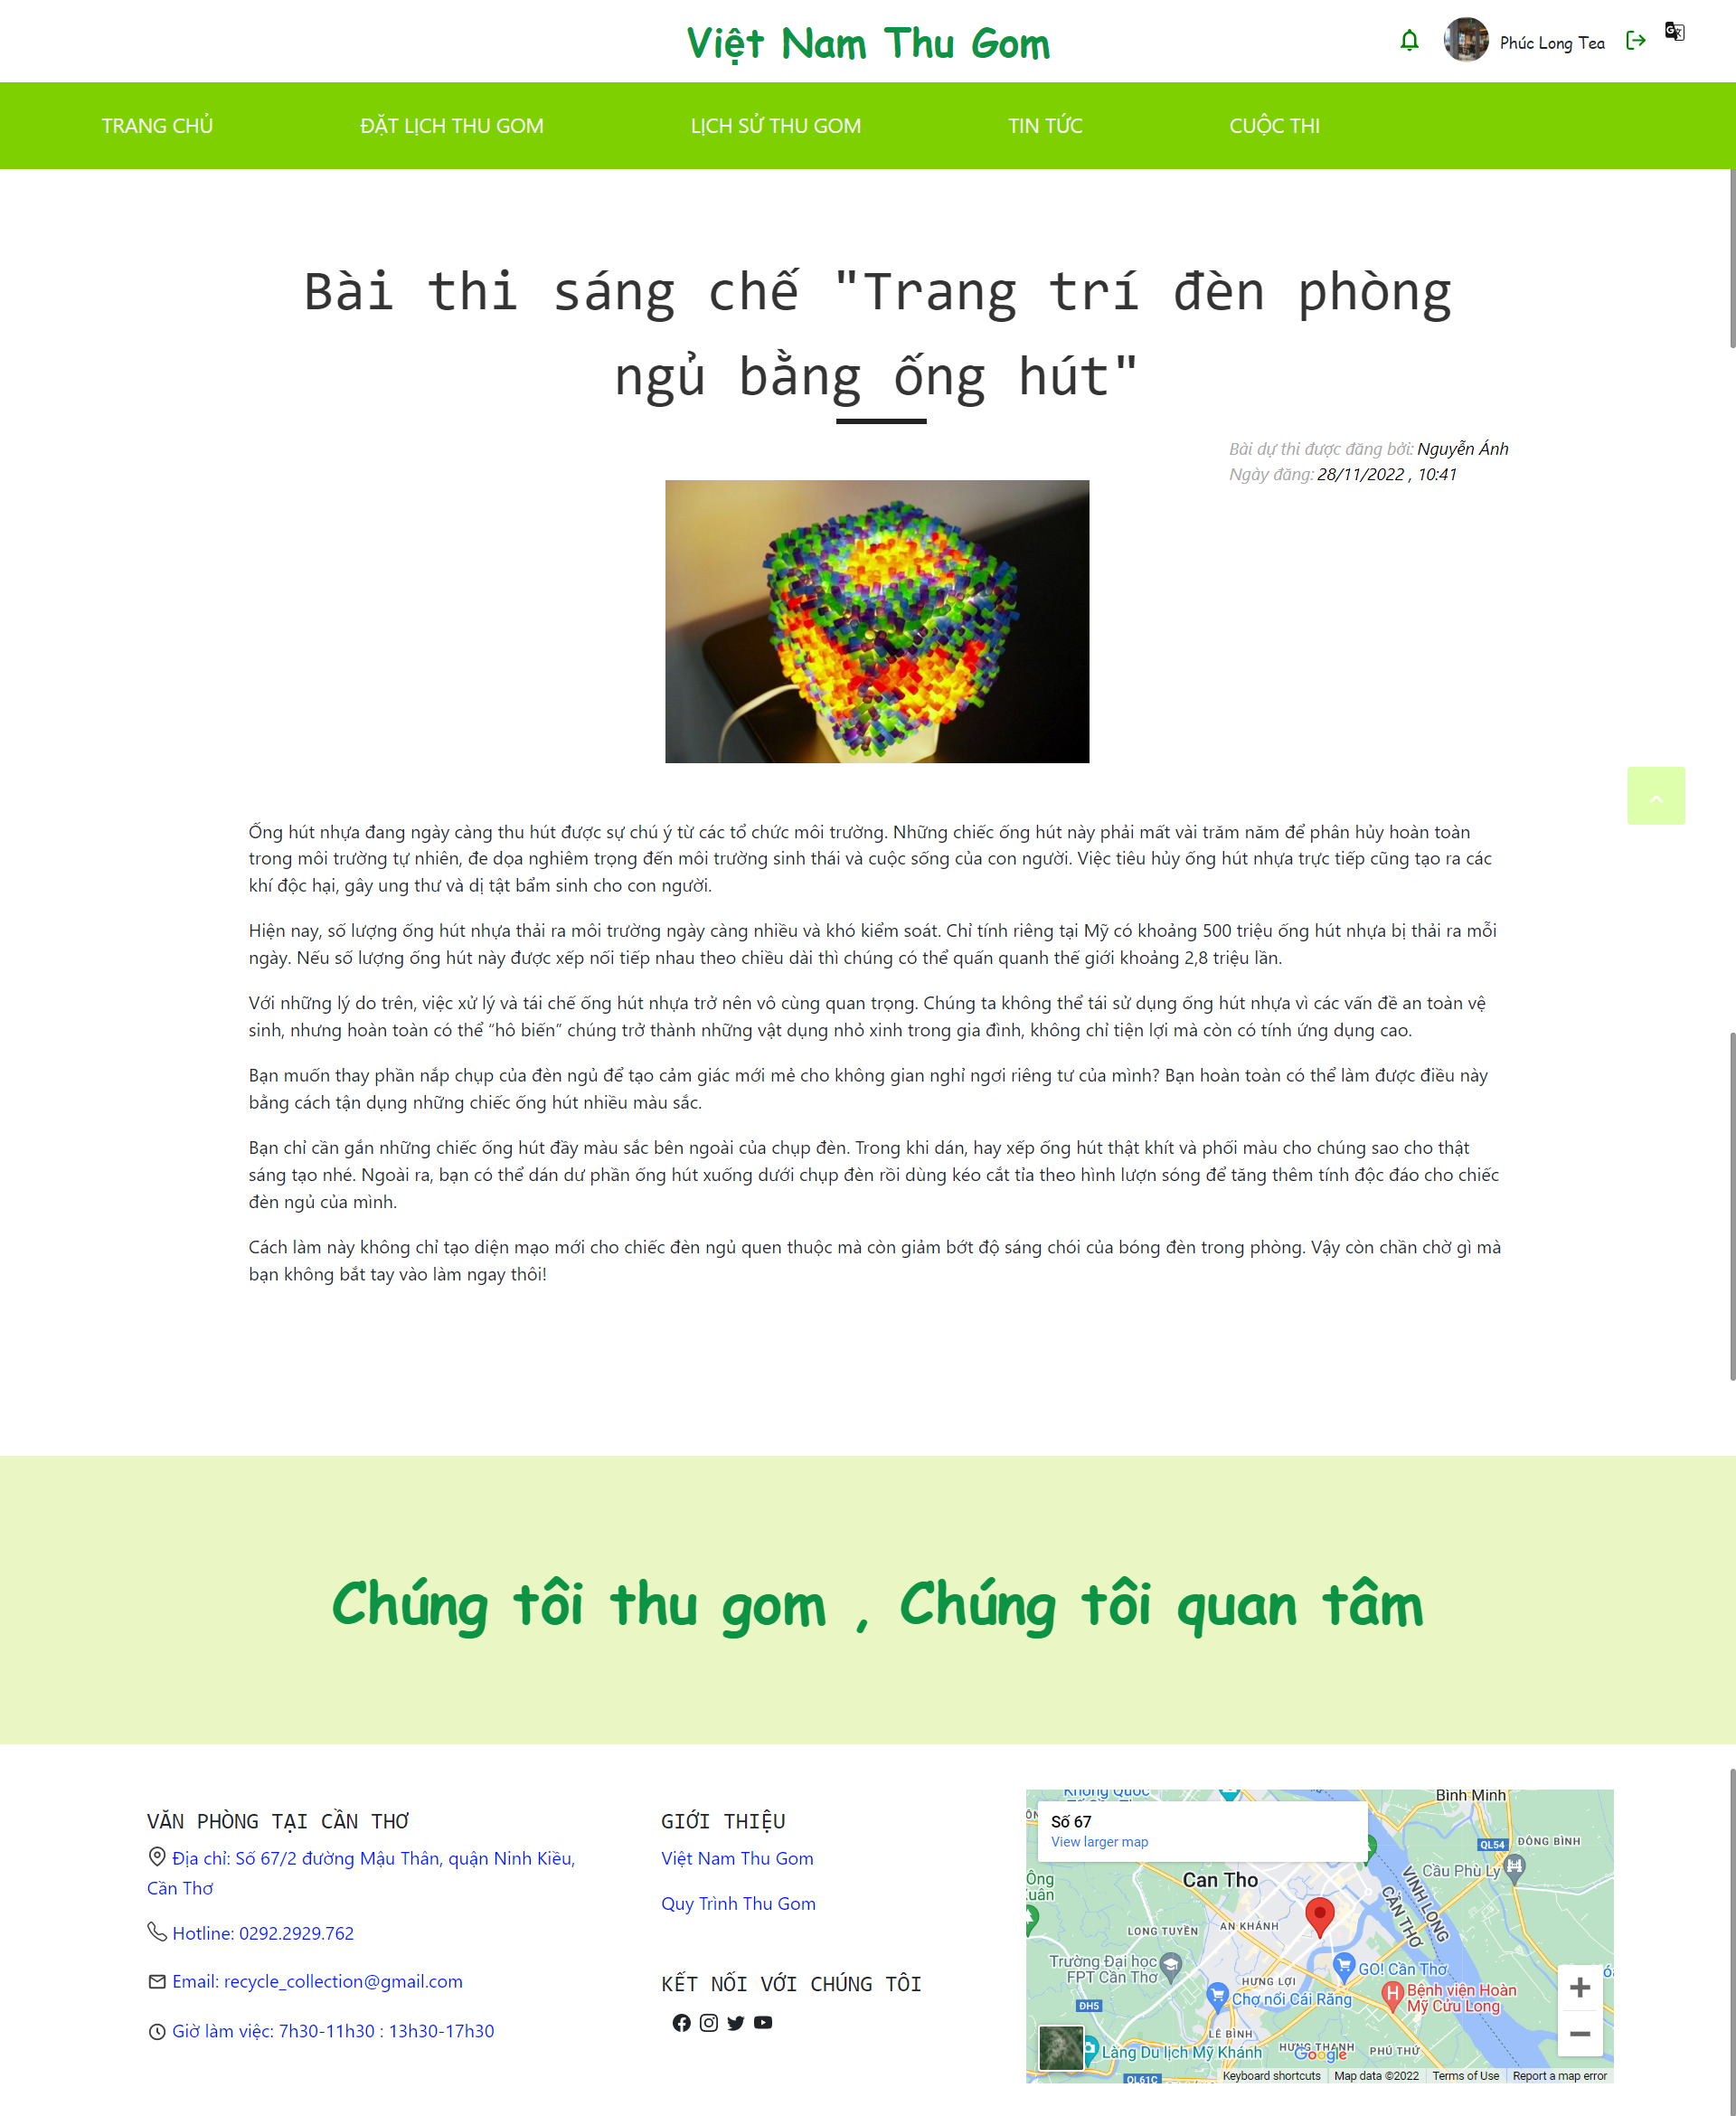 Việt Nam Thu Gom
Phúc Long Tea
TRANG CHỦ
ĐẶT LỊCH THU GOM
LỊCH SỬ THU GOM
TIN TỨC
CUỘC THI
Bài thi sáng chế "Trang trí đèn phòng
ngủ bằng ống hút"
Bài dự thi được đăng bởi: Nguyễn Ánh
Ngày đăng: 28/11/2022 , 10:41
Ống hút nhựa đang ngày càng thu hút được sự chú ý từ các tổ chức môi trường. Những chiếc ống hút này phải mất vài trăm năm để phân hủy hoàn toàn
trong môi trường tự nhiên, đe dọa nghiêm trọng đến môi trường sinh thái và cuộc sống của con người. Việc tiêu hủy ống hút nhựa trực tiếp cũng tạo ra các
khí độc hại, gây ung thư và dị tật bẩm sinh cho con người.
Hiện nay, số lượng ống hút nhựa thải ra môi trường ngày càng nhiều và khó kiểm soát. Chỉ tính riêng tại Mỹ có khoảng 500 triệu ống hút nhựa bị thải ra mỗi
ngày. Nếu số lượng ống hút này được xếp nối tiếp nhau theo chiều dài thì chúng có thể quấn quanh thế giới khoảng 2,8 triệu lần.
Với những lý do trên, việc xử lý và tái chế ống hút nhựa trở nên vô cùng quan trọng. Chúng ta không thể tái sử dụng ống hút nhựa vì các vấn đề an toàn vệ
sinh, nhưng hoàn toàn có thể “hô biến” chúng trở thành những vật dụng nhỏ xinh trong gia đình, không chỉ tiện lợi mà còn có tính ứng dụng cao.
Bạn muốn thay phần nắp chụp của đèn ngủ để tạo cảm giác mới mẻ cho không gian nghỉ ngơi riêng tư của mình? Bạn hoàn toàn có thể làm được điều này
bằng cách tận dụng những chiếc ống hút nhiều màu sắc.
Bạn chỉ cần gắn những chiếc ống hút đầy màu sắc bên ngoài của chụp đèn. Trong khi dán, hay xếp ống hút thật khít và phối màu cho chúng sao cho thật
sáng tạo nhé. Ngoài ra, bạn có thể dán dư phần ống hút xuống dưới chụp đèn rồi dùng kéo cắt tỉa theo hình lượn sóng để tăng thêm tính độc đáo cho chiếc
đèn ngủ của mình.
Cách làm này không chỉ tạo diện mạo mới cho chiếc đèn ngủ quen thuộc mà còn giảm bớt độ sáng chói của bóng đèn trong phòng. Vậy còn chần chờ gì mà
bạn không bắt tay vào làm ngay thôi!
Chúng tôi thu gom , Chúng tôi quan tâm
VĂN PHÒNG TẠI CẦN THƠ
Địa chỉ: Số 67/2 đường Mậu Thân, quận Ninh Kiều,
Cần Thơ
Hotline: 0292.2929.762
Email: recycle_collection@gmail.com
Giờ làm việc: 7h30-11h30 : 13h30-17h30
GIỚI THIỆU
Việt Nam Thu Gom
Quy Trình Thu Gom
KẾT NỐI VỚI CHÚNG TÔI
Bình Minh
Số 67
View larger map
QL54
ĐÔNG BÌNH
Cầu Phù Ly
Can Tho
VĨNH LONG
CẦN THƠ
AN KHÁNH
LONG TUYỀN
Trường Đại học
FPT Cần Thơ
HƯNG LỢI
GO! Cần Thơ
Chợ nổi Cái Răng
Bệnh viện Hoàn
Mỹ Cửu Long
ĐH5
LÊ BÌNH
HƯNG THẠNH
PHÚ THỨ
Làng Du lịch Mỹ Khánh
Google
QL61C
Keyboard shortcuts
Map data ©2022
Terms of Use
Report a map error